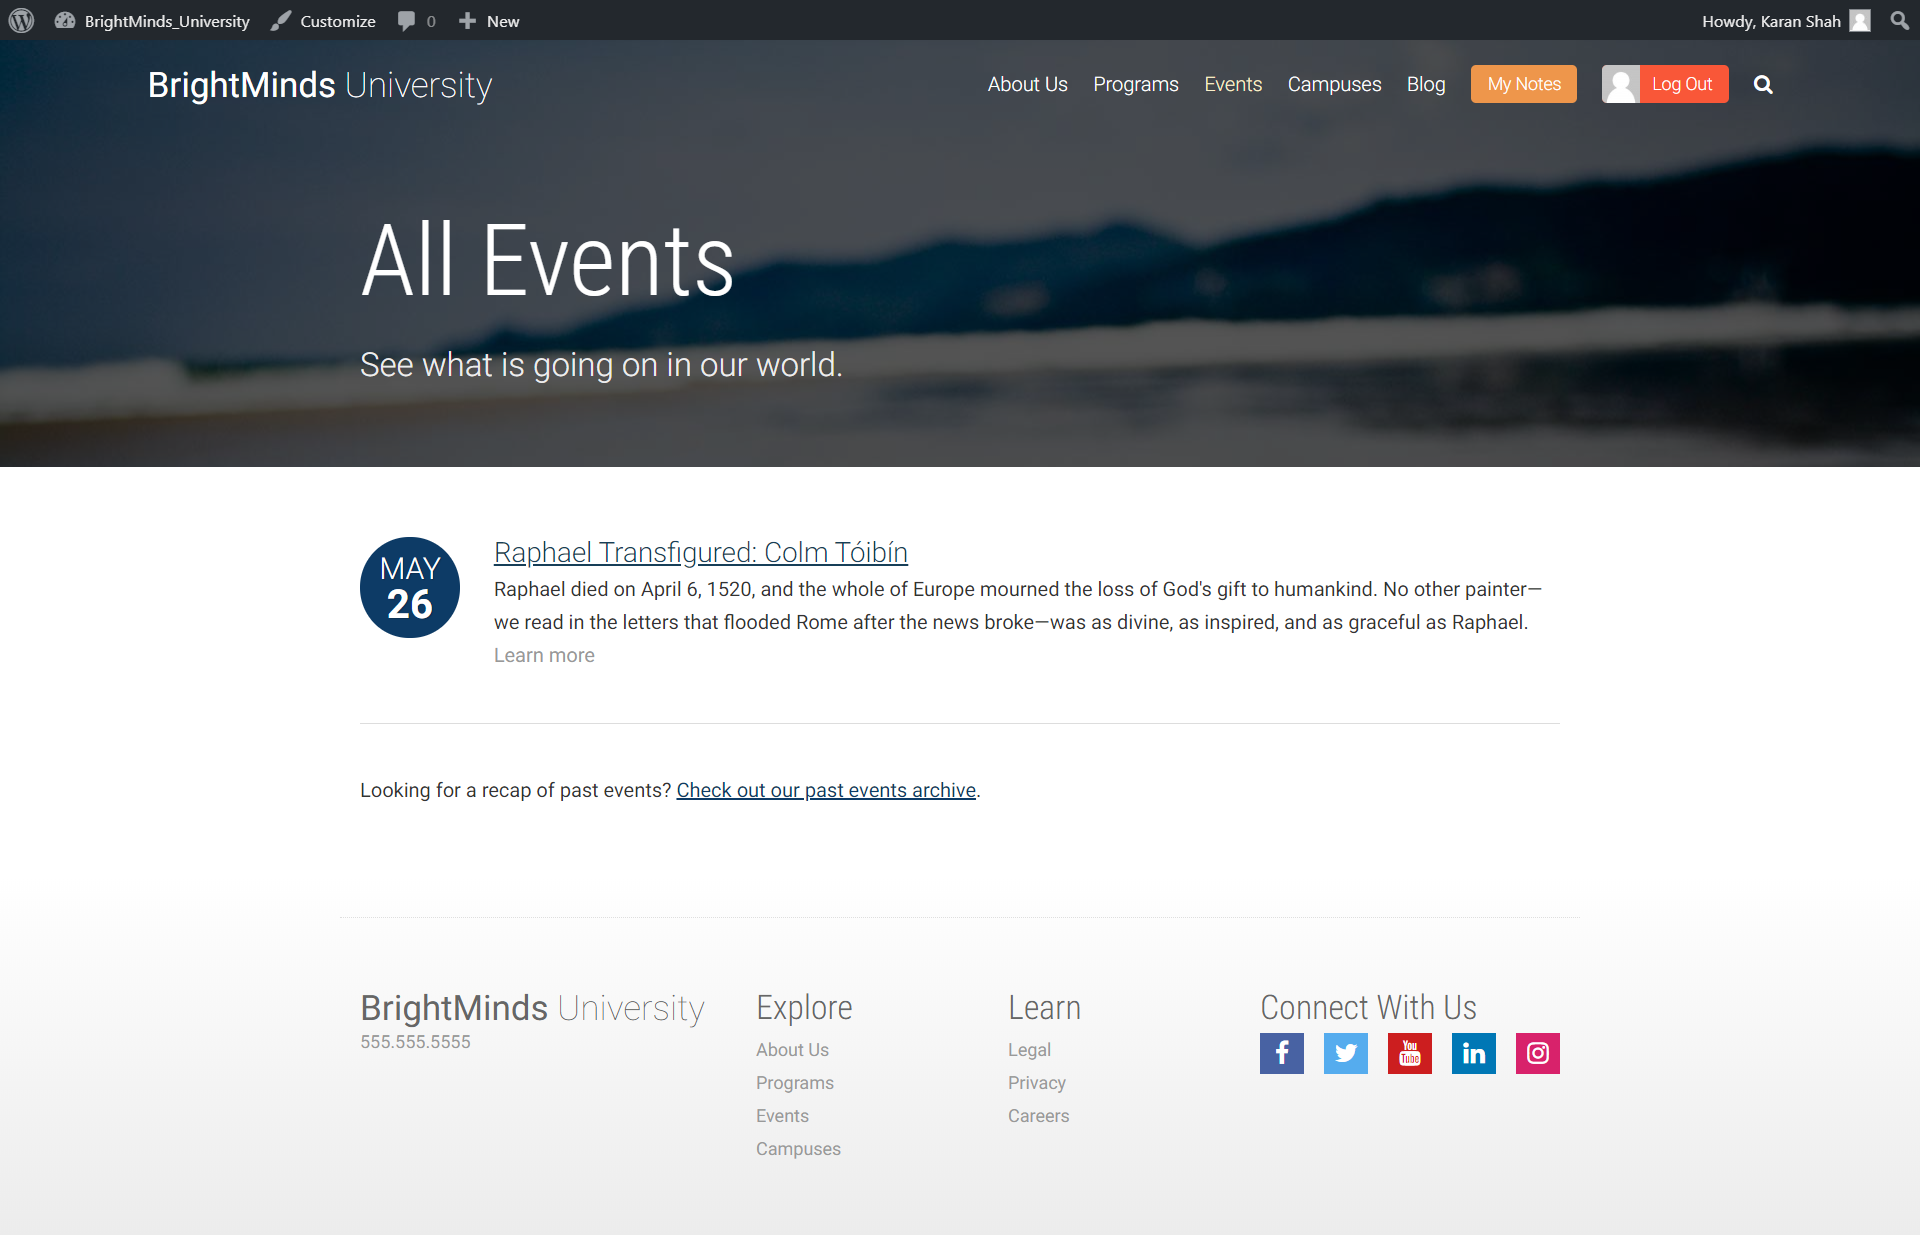 BrightMinds_University Customize 0 New Howdy, Karan Shah
BrightMinds University About Us Programs Events Campuses Blog My Notes Log Out
All Events
See what is going on in our world.
MAY
26
Raphael Transfigured: Colm Tóibín
Raphael died on April 6, 1520, and the whole of Europe mourned the loss of God's gift to humankind. No other painter—
we read in the letters that flooded Rome after the news broke—was as divine, as inspired, and as graceful as Raphael.
Learn more
Looking for a recap of past events? Check out our past events archive.
BrightMinds University
555.555.5555
Explore
About Us
Programs
Events
Campuses
Learn
Legal
Privacy
Careers
Connect With Us
You
Tube